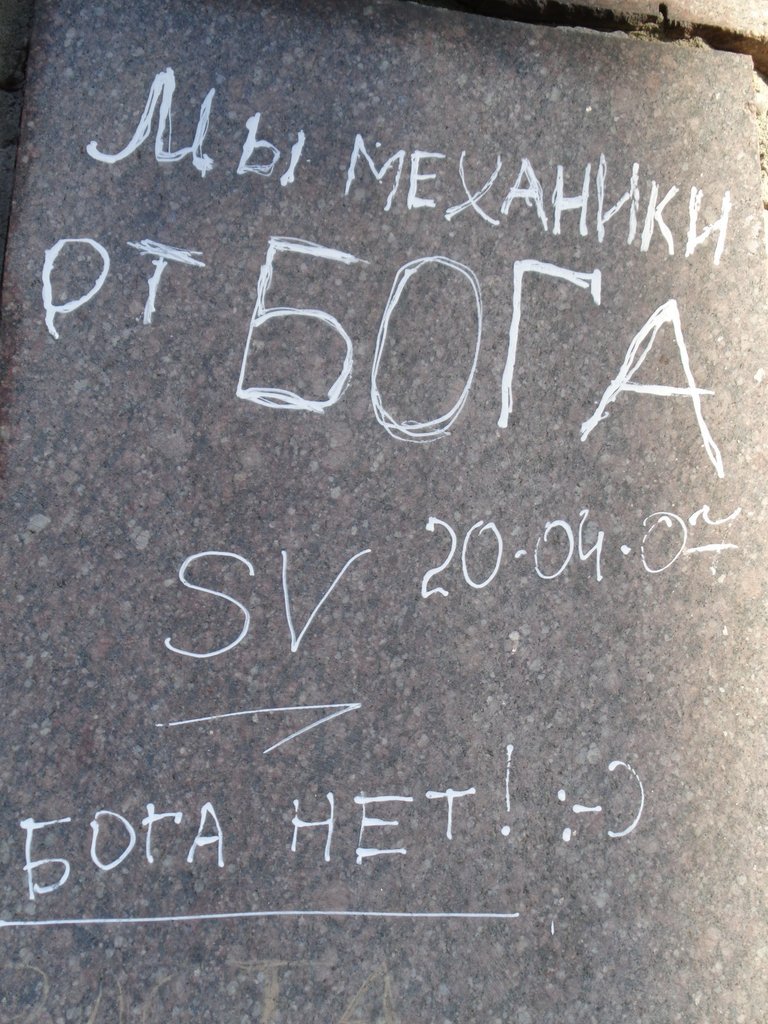 Мы механики
от БОГА
20.04.07
SV
БОГА НЕТ! :-)